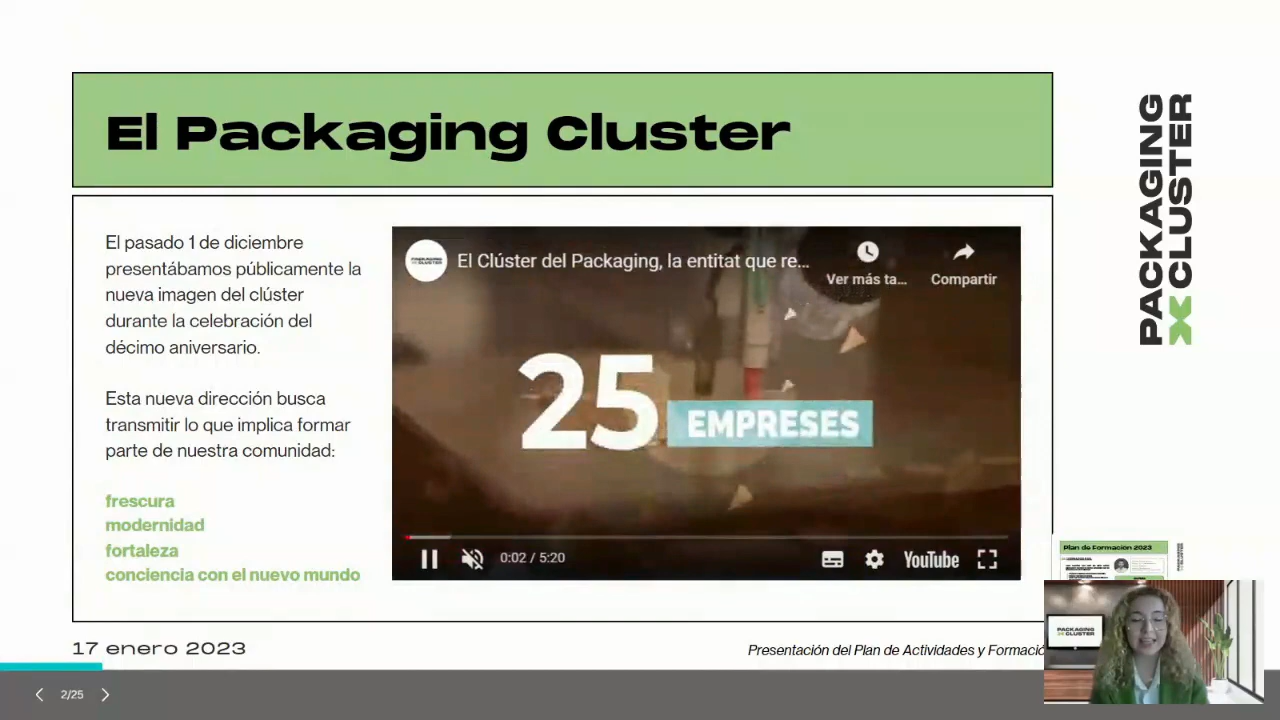 El Packaging Cluster
PACKAGING
CLUSTER
El pasado 1 de diciembre
presentábamos públicamente la
nueva imagen del clúster
durante la celebración del
décimo aniversario.
Esta nueva dirección busca
transmitir lo que implica formar
parte de nuestra comunidad:
frescura
modernidad
fortaleza
conciencia con el nuevo mundo
PACKAGING
CLUSTER
El Clúster del Packaging, la entitat que re...
Ver más ta...
Compartir
25
EMPRESES
0:02 / 5:20
YouTube
Plan de Formación 2023
PACKAGING
CLUSTER
17 enero 2023
Presentación del Plan de Actividades y Formació
2/25